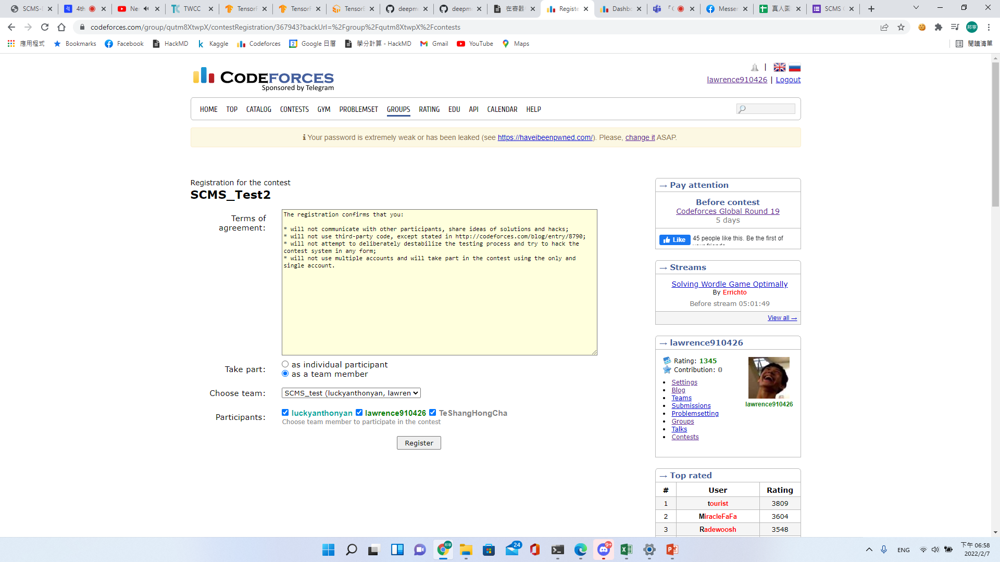 SCMS-
4th
Ne
TWCC
TensorF
TensorF
TensorB
deepm
deepm
在容器
Registe
Dashbo
Messer
真人圖
SCMS
codeforces.com/group/qutm8XtwpX/contestRegistration/367943?backUrl=%2Fgroup%2Fqutm8XtwpX%2Fcontests
邦寧
應用程式 Bookmarks Facebook HackMD Kaggle Codeforces Google 日曆 學分計算 - HackMD Gmail YouTube Maps 閱讀清單
CODEFORCES
Sponsored by Telegram
|
lawrence910426 | Logout
HOME TOP CATALOG CONTESTS GYM PROBLEMSET GROUPS RATING EDU API CALENDAR HELP
Your password is extremely weak or has been leaked (see https://haveibeenpwned.com/). Please, change it ASAP.
Registration for the contest
SCMS_Test2
Terms of
agreement:
The registration confirms that you:
* will not communicate with other participants, share ideas of solutions and hacks;
* will not use third-party code, except stated in http://codeforces.com/blog/entry/8790;
* will not attempt to deliberately destabilize the testing process and try to hack the
contest system in any form;
* will not use multiple accounts and will take part in the contest using the only and
single account.
Take part:
as individual participant
as a team member
Choose team:
SCMS_test (luckyanthonyan, lawren
Participants:
luckyanthonyan lawrence910426 TeShangHongCha
Choose team member to participate in the contest
Register
→ Pay attention
Before contest
Codeforces Global Round 19
5 days
Like 45 people like this. Be the first of
→ Streams
Solving Wordle Game Optimally
By Errichto
Before stream 05:01:49
View all →
→ lawrence910426
Rating: 1345
Contribution: 0
Settings
Blog
Teams
Submissions
Problemsetting
Groups
Talks
Contests
lawrence910426
→ Top rated
# User Rating
1 tourist 3809
2 MiracleFaFa 3604
3 Radewoosh 3548
24
9+
ENG
下午 06:58
2022/2/7